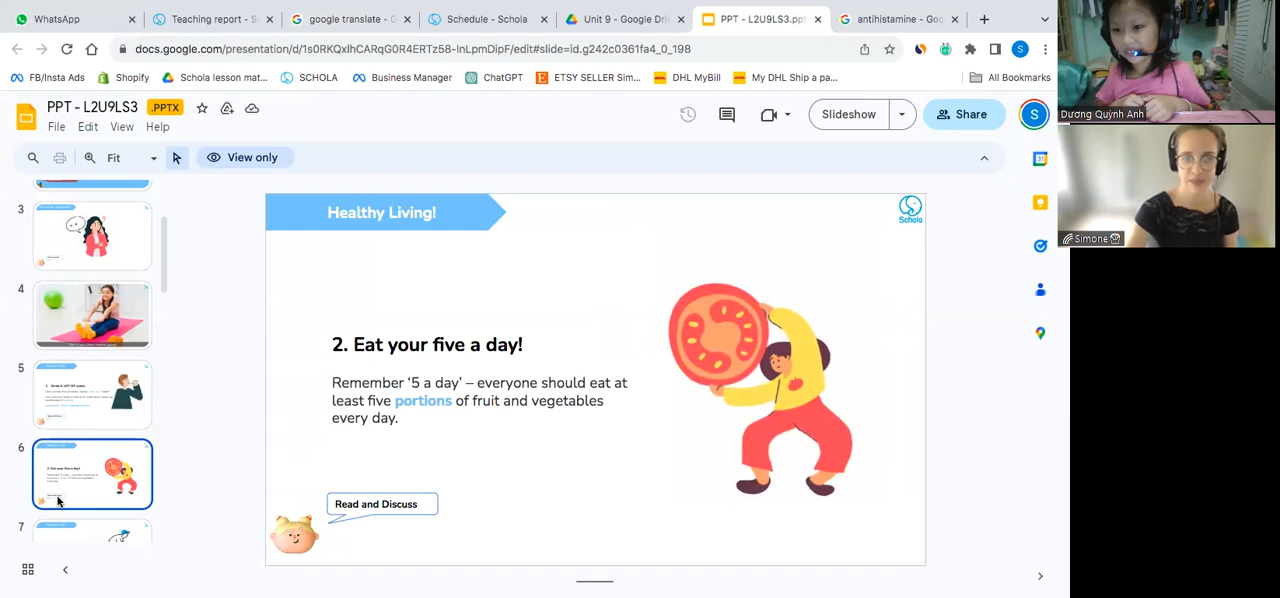 WhatsApp
Teaching report - S
google translate - G
Schedule - Schola
Unit 9 - Google Dri
PPT - L2U9LS3.ppt
antihistamine - Goo
docs.google.com/presentation/d/1s0RKQxIhCARqG0R4ERTz58-lnLpmDipF/edit#slide=id.g242c0361fa4_0_198
S
FB/Insta Ads
Shopify
Schola lesson mat...
SCHOLA
Business Manager
ChatGPT
ETSY SELLER Sim...
DHL MyBill
My DHL Ship a pa...
All Bookmarks
PPT - L2U9LS3
.PPTX
File Edit View Help
Slideshow
Share
S
Fit
View only
3
4
5
6
7
Healthy Living!
Schola
2. Eat your five a day!
Remember ‘5 a day’ – everyone should eat at
least five portions of fruit and vegetables
every day.
Read and Discuss
Dương Quỳnh Anh
Simone